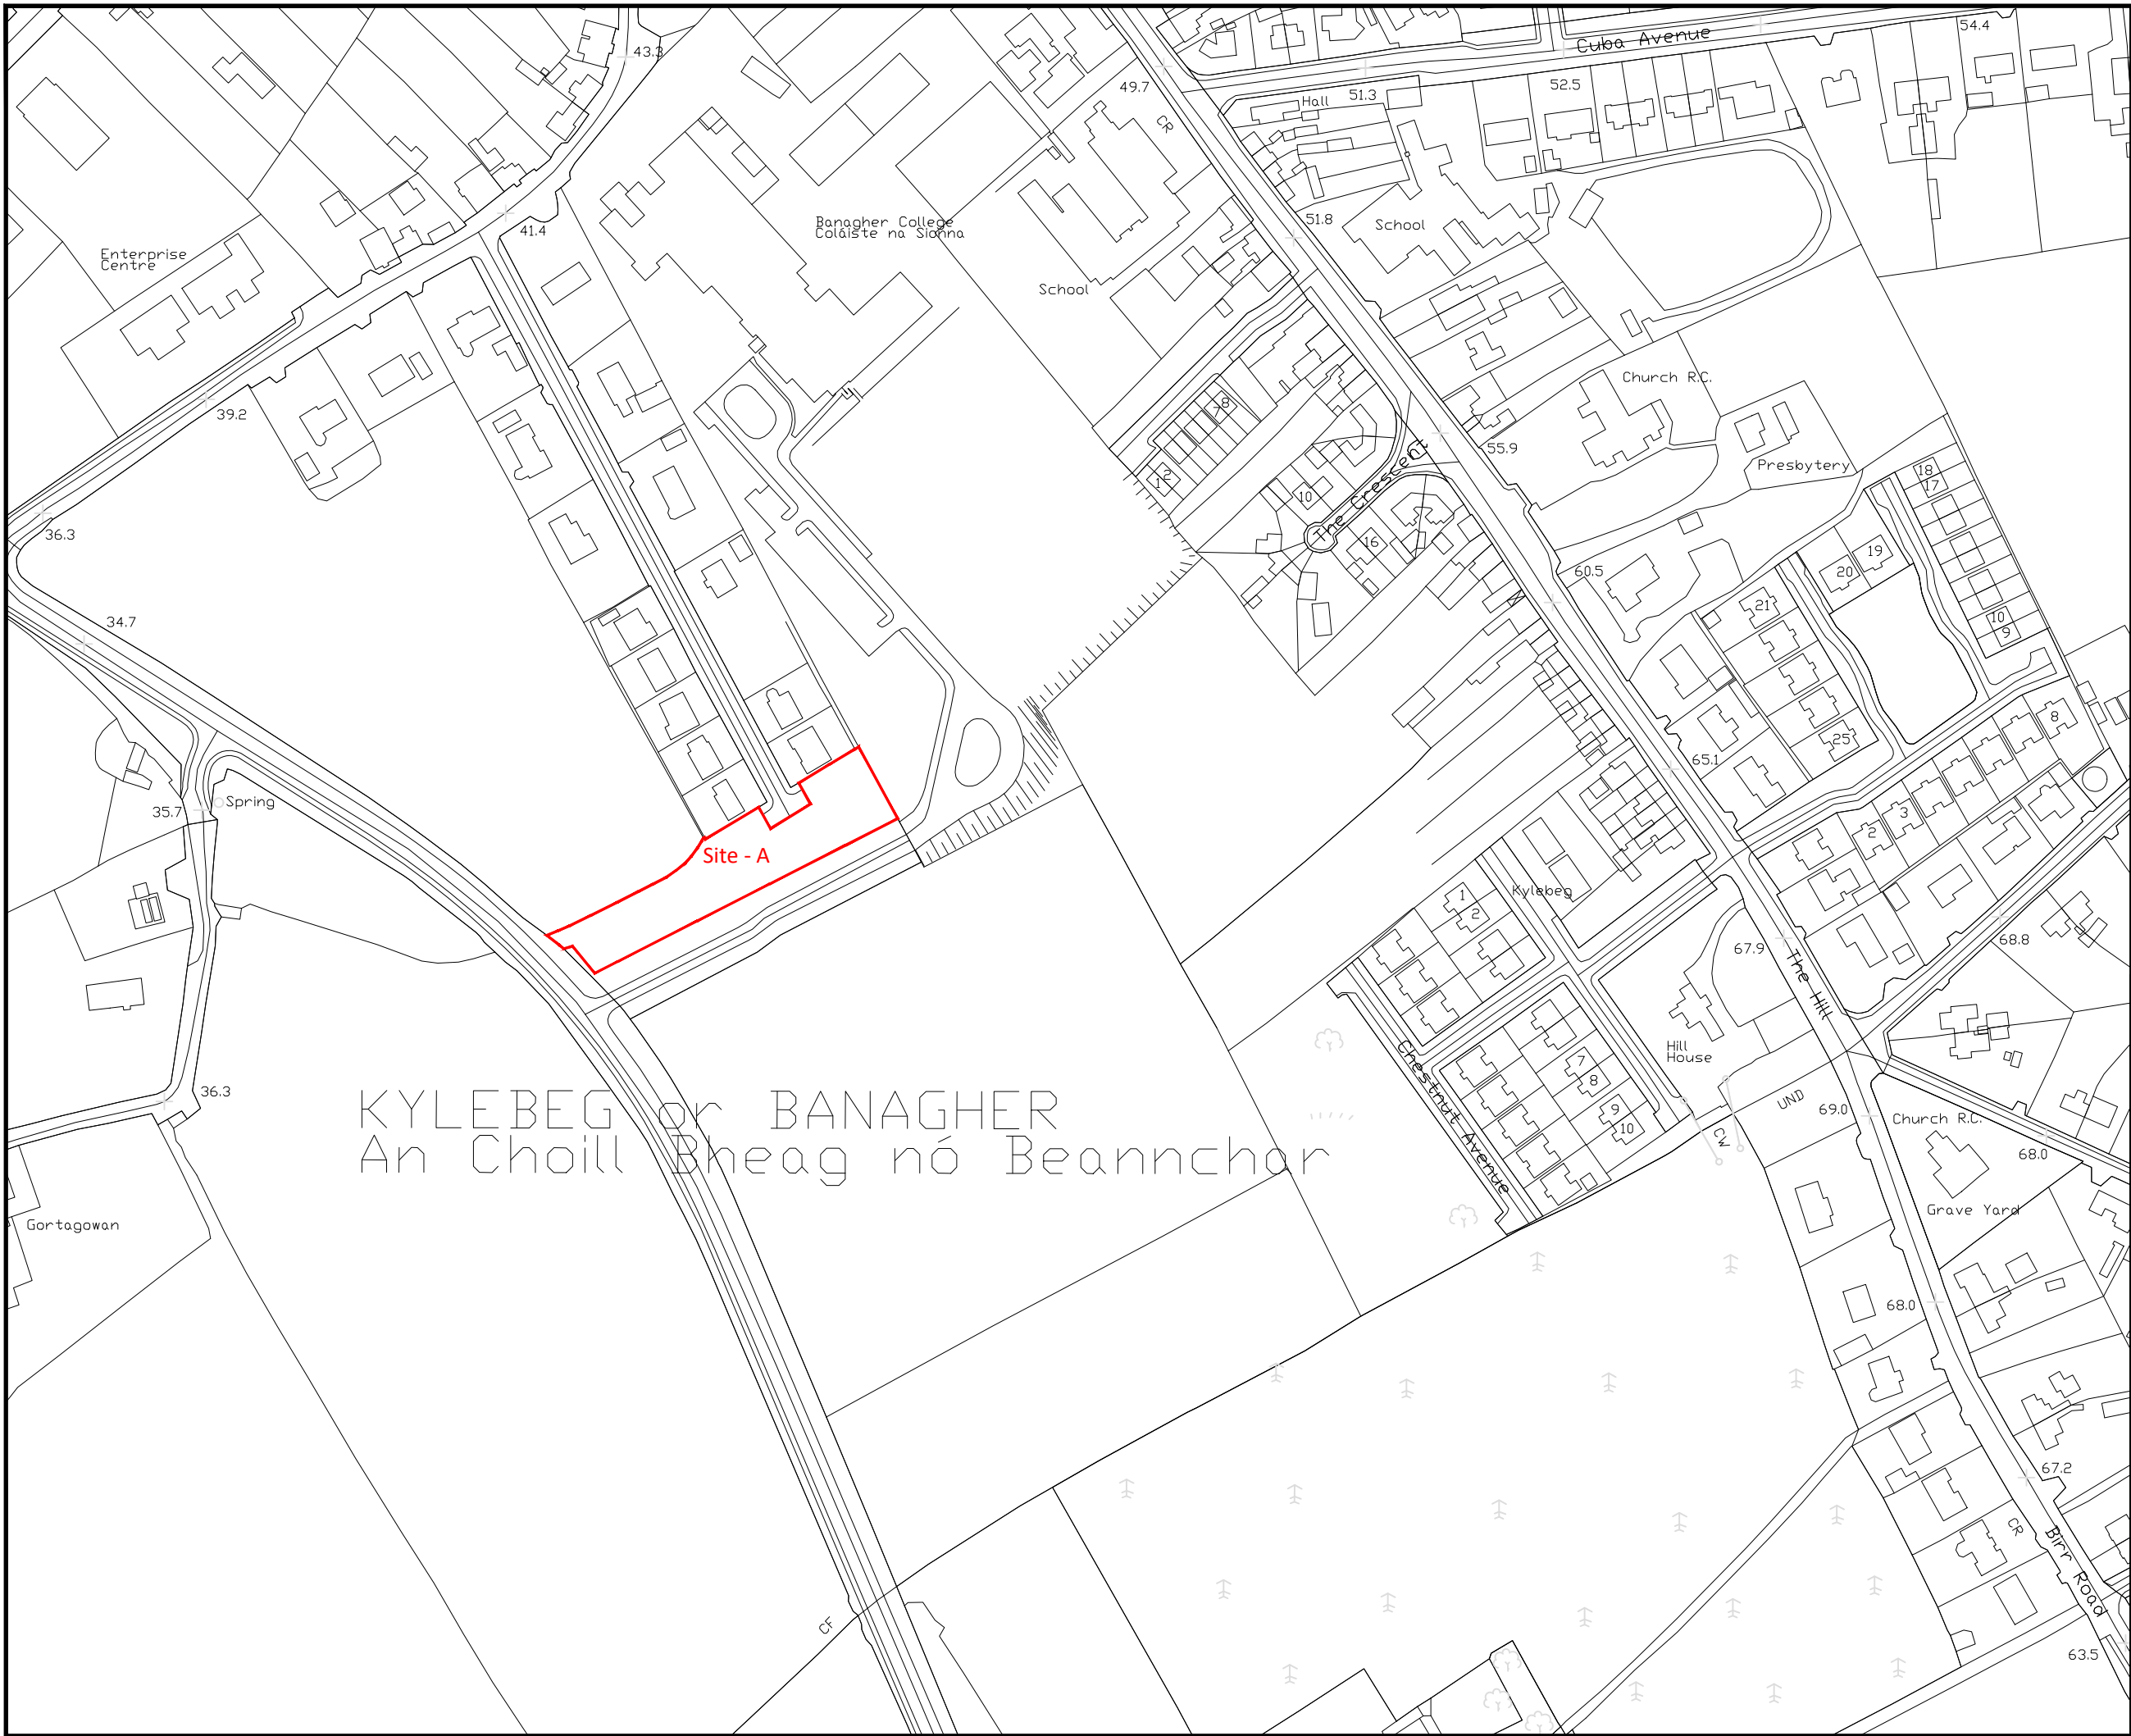 Cuba Avenue
54.4
43.3
49.7
CR
Hall
51.3
52.5
Banagher College
Coláiste na Sionna
41.4
51.8
School
Enterprise
Centre
School
39.2
Church R.C.
8
7
55.9
The Crescent
Presbytery
18
17
1
2
10
36.3
16
60.5
20
19
21
10
9
34.7
8
65.1
25
35.7
Spring
3
2
Site - A
Kylebeg
1
2
67.9
68.8
The Hill
Hill
House
Chestnut Avenue
7
8
9
10
UND
36.3
KYLEBEG or BANAGHER
An Choill Bheag nó Beannchar
69.0
CW
Church R.C.
68.0
Gortagowan
Grave Yard
68.0
67.2
CR
Birr Road
CF
63.5